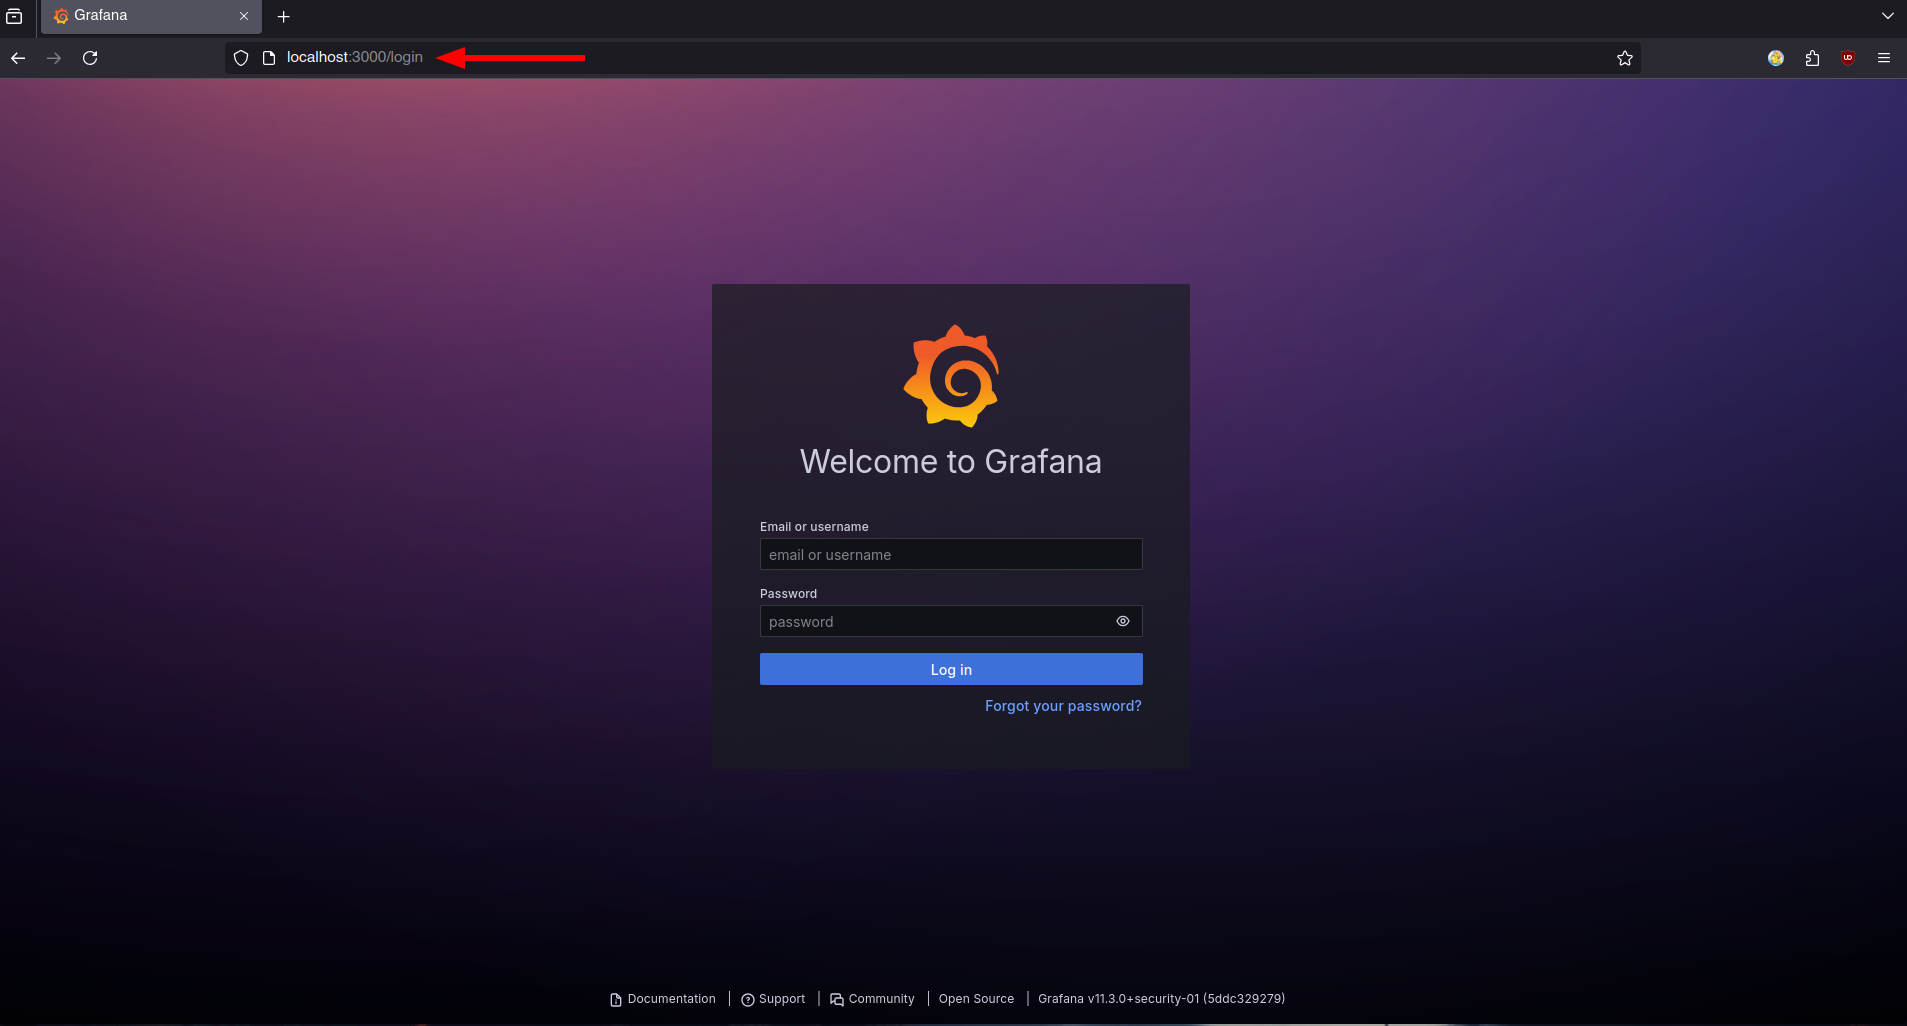 Grafana
localhost:3000/login
Welcome to Grafana
Email or username
email or username
Password
password
Log in
Forgot your password?
Documentation | Support | Community | Open Source | Grafana v11.3.0+security-01 (5ddc329279)